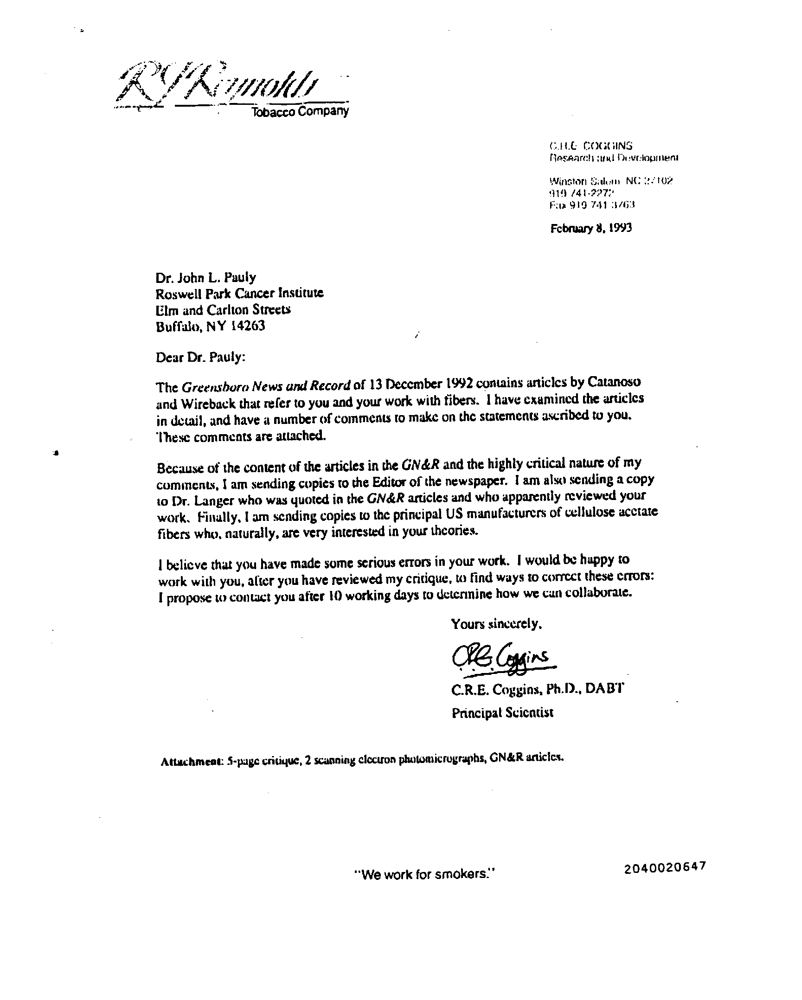 RJReynolds
Tobacco Company
C.R.E. COGGINS
Research and Development
Winston Salem, NC 27102
919-741-2272
Fax 919-741-3763
February 8, 1993
Dr. John L. Pauly
Roswell Park Cancer Institute
Elm and Carlton Streets
Buffalo, NY 14263
Dear Dr. Pauly:
The Greensboro News and Record of 13 December 1992 contains articles by Catanoso
and Wireback that refer to you and your work with fibers. I have examined the articles
in detail, and have a number of comments to make on the statements ascribed to you.
These comments are attached.
Because of the content of the articles in the GN&R and the highly critical nature of my
comments, I am sending copies to the Editor of the newspaper. I am also sending a copy
to Dr. Langer who was quoted in the GN&R articles and who apparently reviewed your
work. Finally, I am sending copies to the principal US manufacturers of cellulose acetate
fibers who, naturally, are very interested in your theories.
I believe that you have made some serious errors in your work. I would be happy to
work with you, after you have reviewed my critique, to find ways to correct these errors:
I propose to contact you after 10 working days to determine how we can collaborate.
Yours sincerely,
CRE Coggins
C.R.E. Coggins, Ph.D., DABT
Principal Scientist
Attachment: 5-page critique, 2 scanning electron photomicrographs, GN&R articles.
"We work for smokers."
2040020647